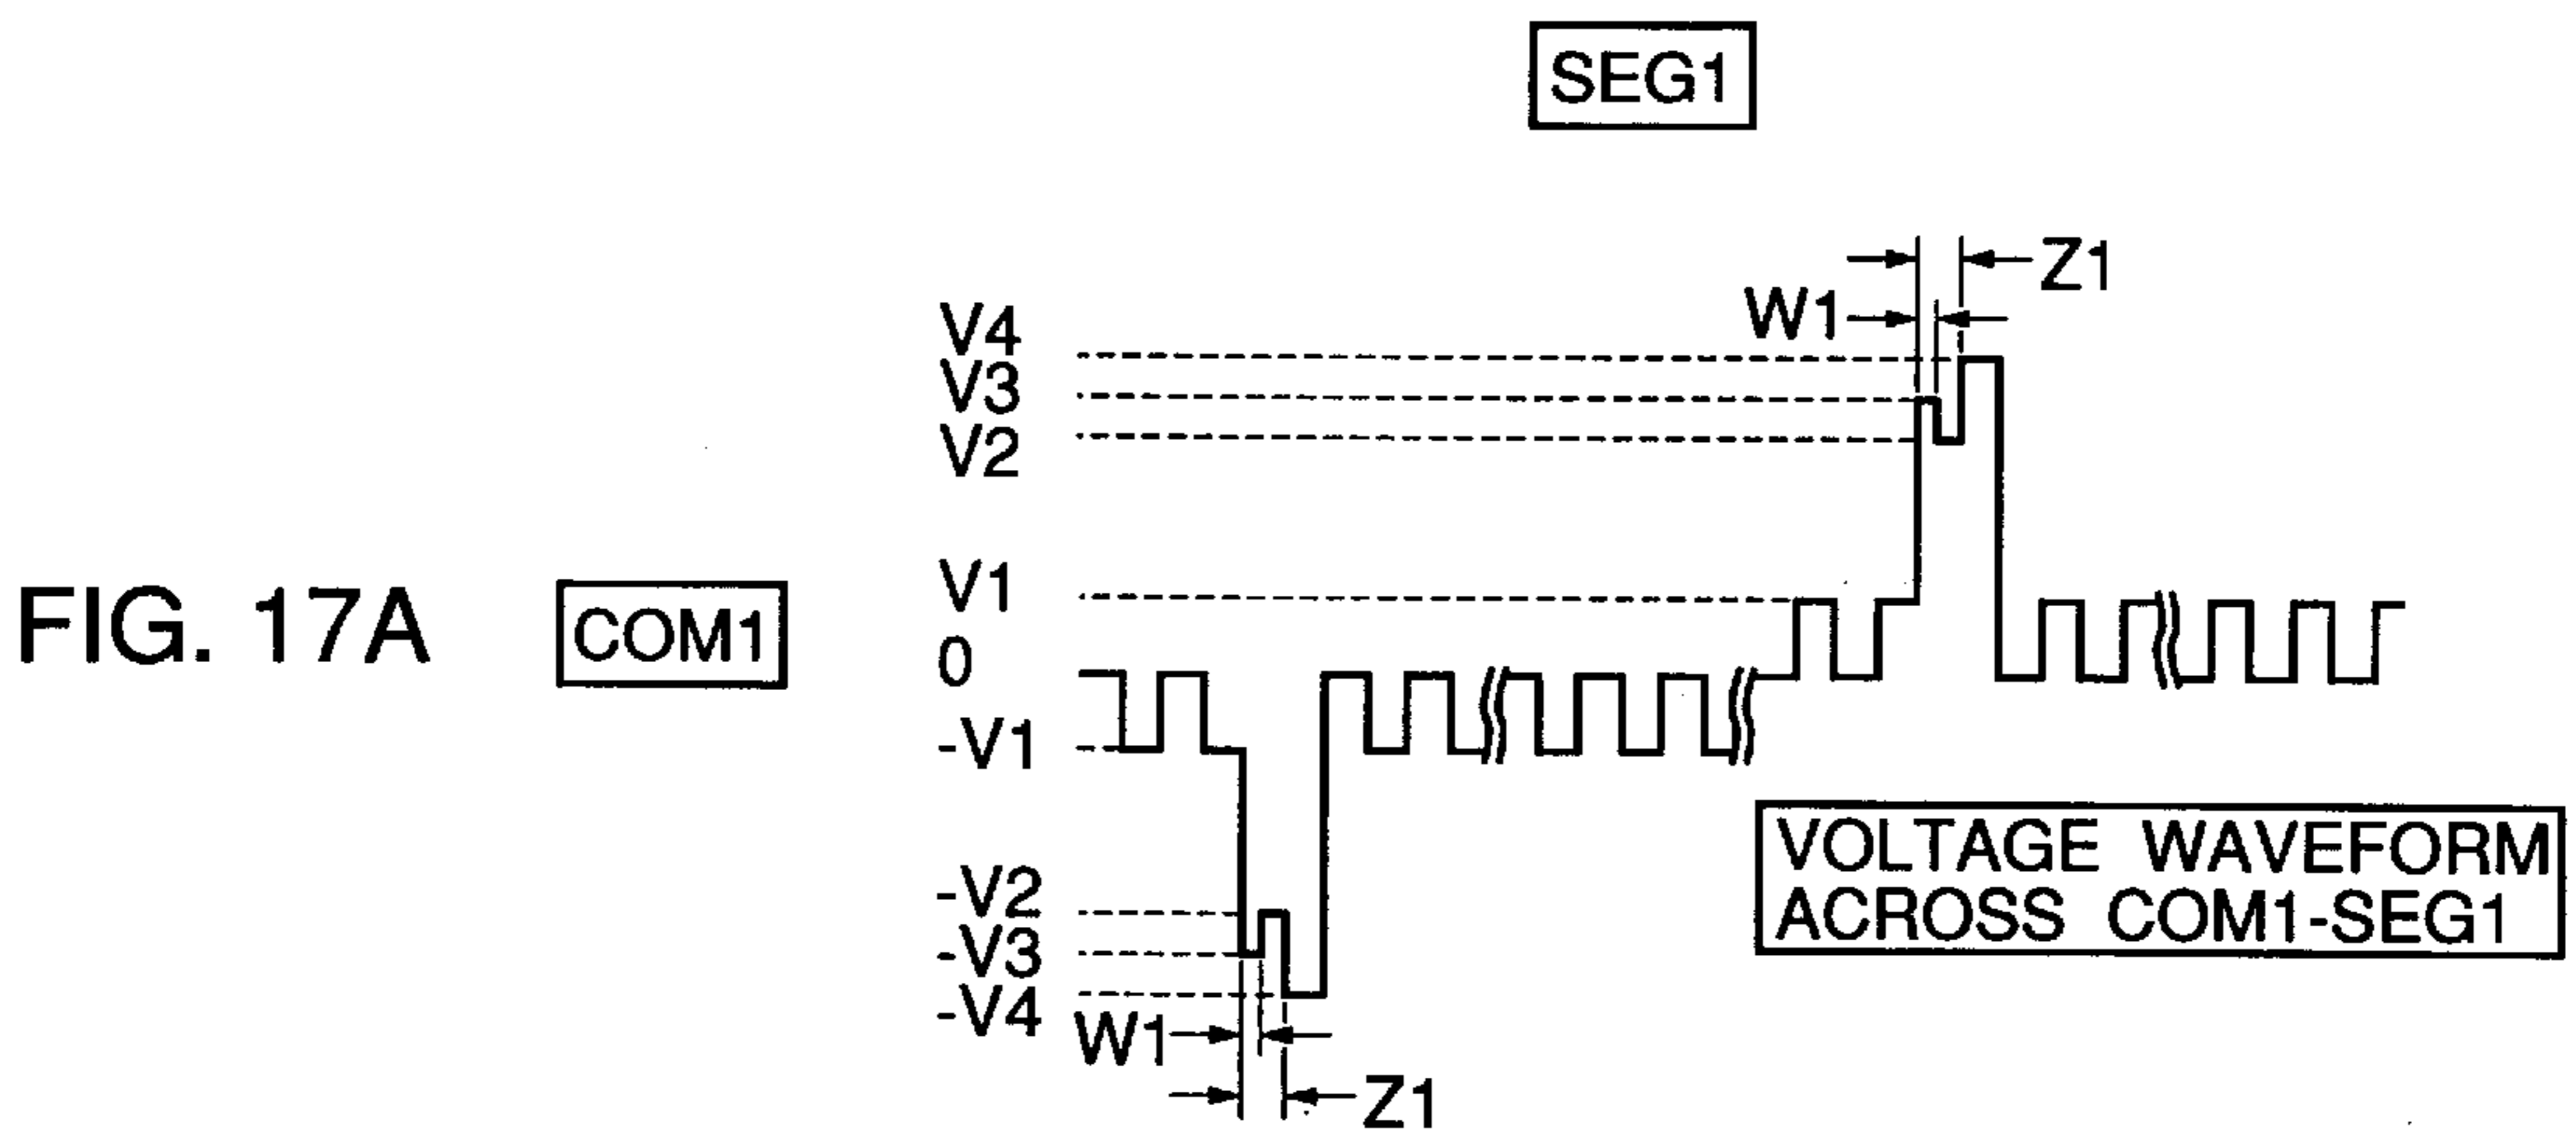 SEG1
Z1
W1
V4
V3
V2
V1
FIG. 17A
COM1
0
-V1
VOLTAGE WAVEFORM
ACROSS COM1-SEG1
-V2
-V3
-V4
W1
Z1